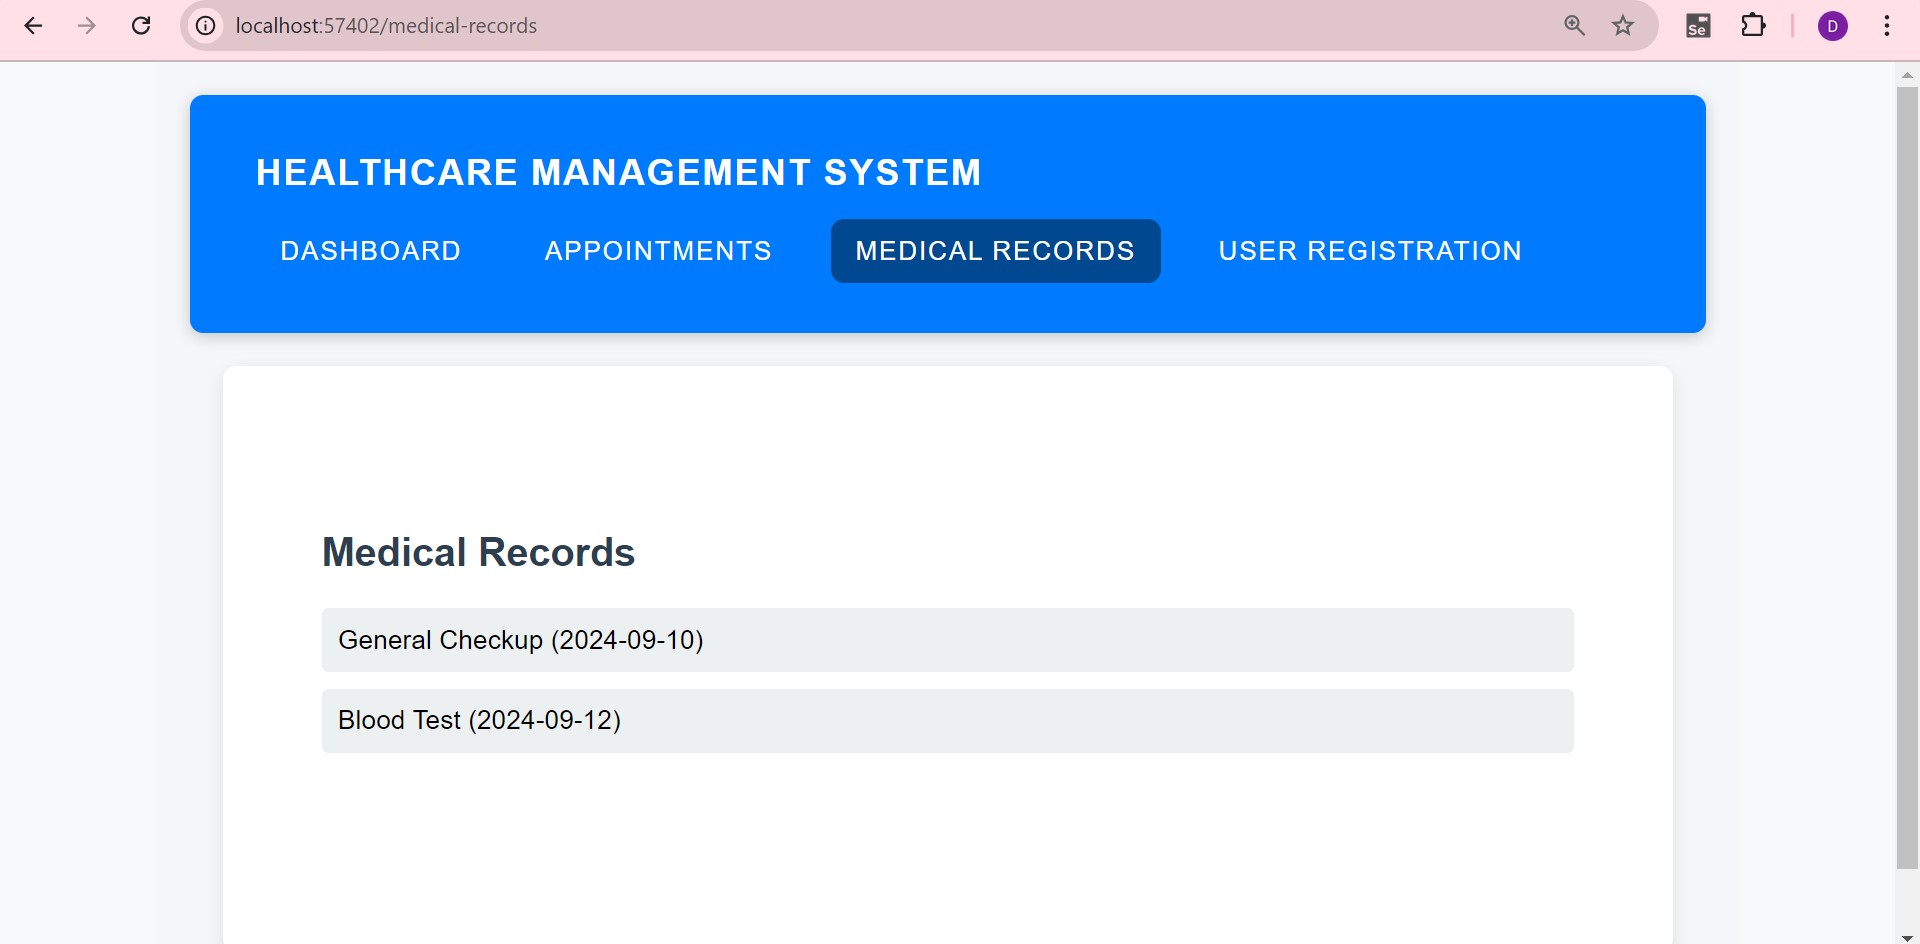 localhost:57402/medical-records
Se
D
HEALTHCARE MANAGEMENT SYSTEM
DASHBOARD APPOINTMENTS MEDICAL RECORDS USER REGISTRATION
Medical Records
General Checkup (2024-09-10)
Blood Test (2024-09-12)